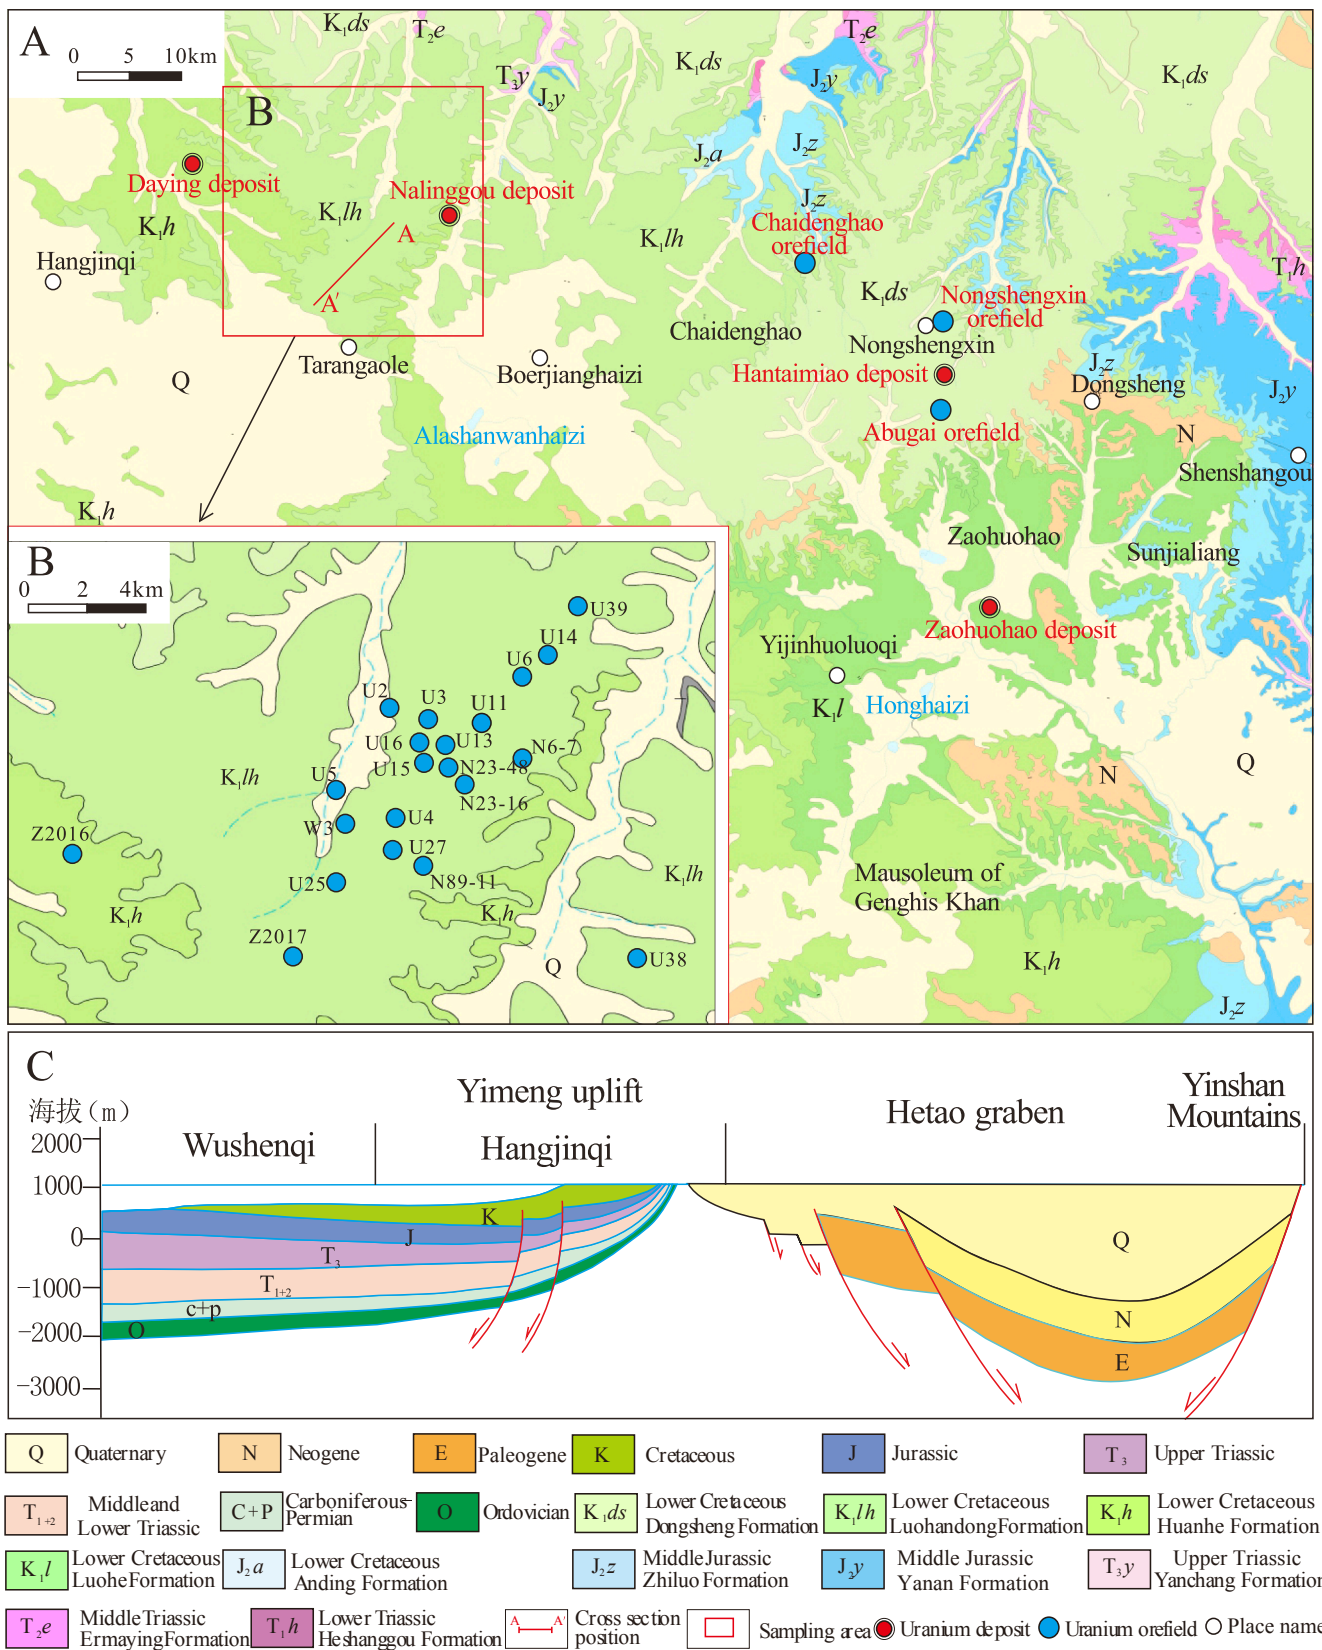 A
0 5 10km
K₁ds
T₂e
T₃y
J₂y
K₁ds
T₂e
J₂y
K₁ds
B
J₂a
J₂z
J₂z
Daying deposit
K₁h
Nalinggou deposit
K₁lh
A
A′
K₁lh
Chaidenghao
orefield
Hangjinqi
T₁h
K₁ds
Nongshengxin
orefield
Chaidenghao
Nongshengxin
Tarangaole
Boerjianghaizi
Hantaimiao deposit
J₂z
Dongsheng
J₂y
Q
Abugai orefield
Alashanwanhaizi
N
Shenshangou
K₁h
Zaohuohao
Sunjialiang
Zaohuohao deposit
Yijinhuoluoqi
K₁l
Honghaizi
N
Q
Mausoleum of
Genghis Khan
K₁h
J₂z
B
0 2 4km
U39
U14
U6
U2
U3
U11
U16
U13
N6-7
U15
N23-48
K₁lh
U5
N23-16
W3
U4
Z2016
U27
U25
N89-11
K₁lh
K₁h
K₁h
Z2017
Q
U38
C
海拔(m)
Yimeng uplift
Hetao graben
Yinshan
Mountains
Wushenqi
Hangjinqi
2000
1000
0
−1000
−2000
−3000
K
J
T₃
T₁₊₂
c+p
O
Q
N
E
Q Quaternary
N Neogene
E Paleogene
K Cretaceous
J Jurassic
T₃ Upper Triassic
T₁₊₂ Middle and
Lower Triassic
C+P Carboniferous–
Permian
O Ordovician
K₁ds Lower Cretaceous
Dongsheng Formation
K₁lh Lower Cretaceous
Luohandong Formation
K₁h Lower Cretaceous
Huanhe Formation
K₁l Lower Cretaceous
Luohe Formation
J₂a Lower Cretaceous
Anding Formation
J₂z Middle Jurassic
Zhiluo Formation
J₂y Middle Jurassic
Yanan Formation
T₃y Upper Triassic
Yanchang Formation
T₂e Middle Triassic
Ermaying Formation
T₁h Lower Triassic
Heshanggou Formation
A A′ Cross section
position
Sampling area
Uranium deposit
Uranium orefield
Place name